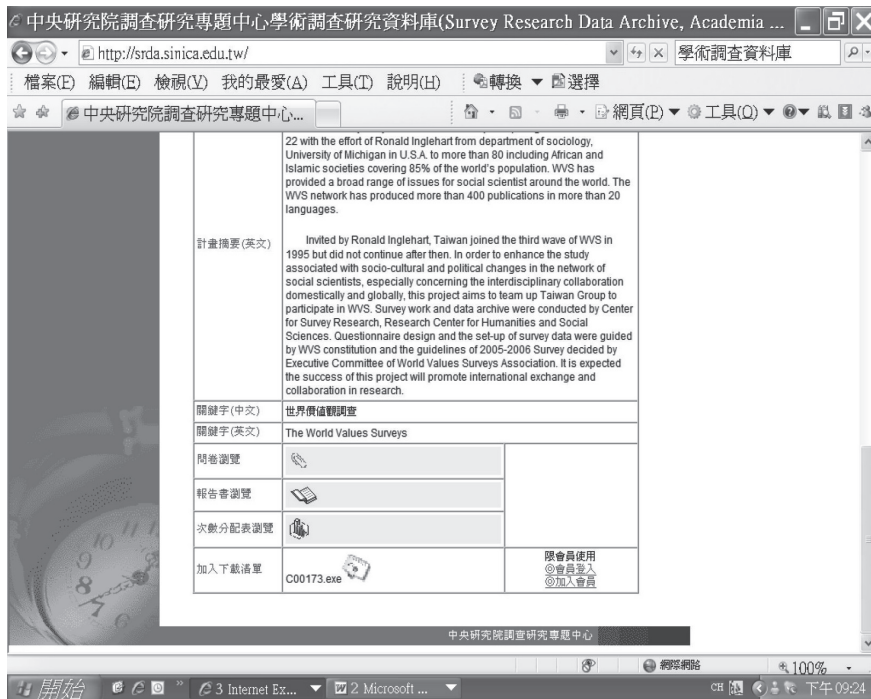 中央研究院調查研究專題中心學術調查研究資料庫(Survey Research Data Archive, Academia ...
http://srda.sinica.edu.tw/
學術調查資料庫
檔案(F) 編輯(E) 檢視(V) 我的最愛(A) 工具(T) 說明(H) 轉換 ▼ 選擇
中央研究院調查研究專題中心... 網頁(P) ▼ 工具(O) ▼
22 with the effort of Ronald Inglehart from department of sociology,
University of Michigan in U.S.A. to more than 80 including African and
Islamic societies covering 85% of the world's population. WVS has
provided a broad range of issues for social scientist around the world. The
WVS network has produced more than 400 publications in more than 20
languages.
計畫摘要(英文)
Invited by Ronald Inglehart, Taiwan joined the third wave of WVS in
1995 but did not continue after then. In order to enhance the study
associated with socio-cultural and political changes in the network of
social scientists, especially concerning the interdisciplinary collaboration
domestically and globally, this project aims to team up Taiwan Group to
participate in WVS. Survey work and data archive were conducted by Center
for Survey Research, Research Center for Humanities and Social
Sciences. Questionnaire design and the set-up of survey data were guided
by WVS constitution and the guidelines of 2005-2006 Survey decided by
Executive Committee of World Values Surveys Association. It is expected
the success of this project will promote international exchange and
collaboration in research.
關鍵字(中文) 世界價值觀調查
關鍵字(英文) The World Values Surveys
問卷瀏覽
報告書瀏覽
次數分配表瀏覽
加入下載清單 C00173.exe
限會員使用
◎會員登入
◎加入會員
10 11
9
8
7
6
中央研究院調查研究專題中心
網際網路 100%
開始 3 Internet Ex... ▼ 2 Microsoft ... ▼ CH 下午 09:24